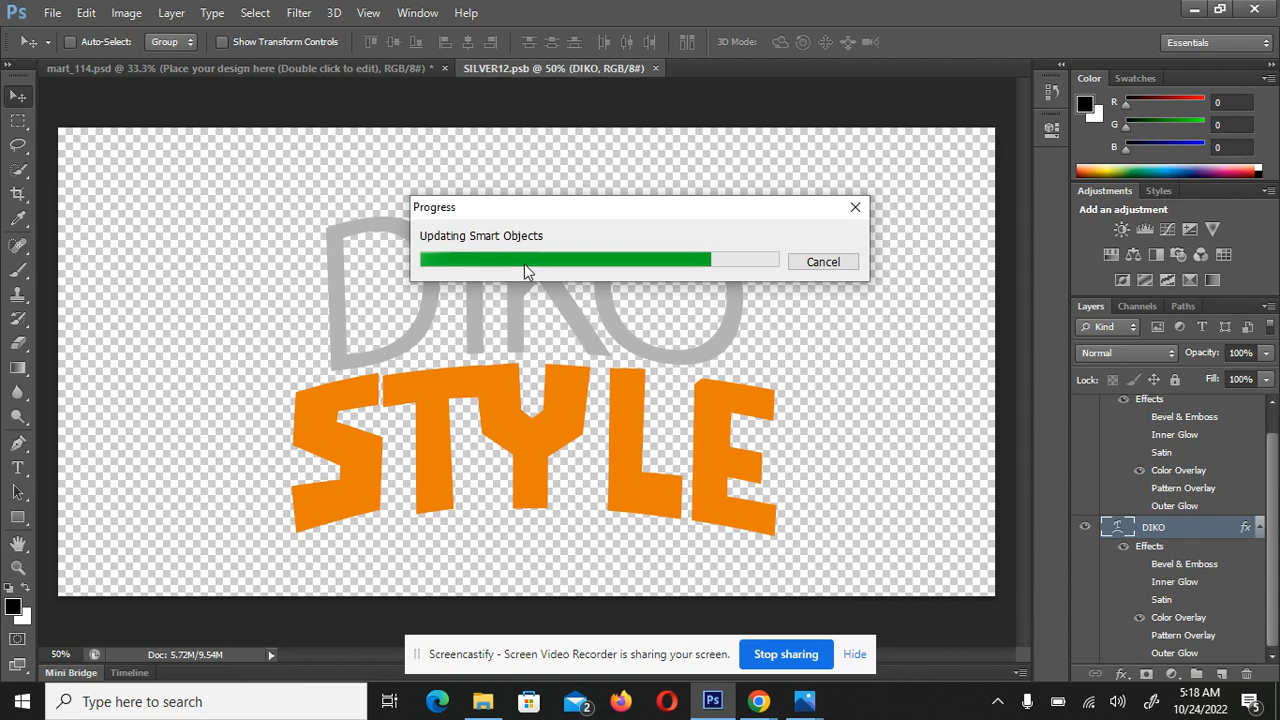 Ps File Edit Image Layer Type Select Filter 3D View Window Help
Auto-Select: Group Show Transform Controls 3D Mode: Essentials
mart_114.psd @ 33.3% (Place your design here (Double click to edit), RGB/8#) * × SILVER12.psb @ 50% (DIKO, RGB/8#) ×
Color Swatches
R 0
G 0
B 0
Adjustments Styles
Add an adjustment
Progress
Updating Smart Objects
Cancel
DIKO
STYLE
Layers Channels Paths
Kind
Normal Opacity: 100%
Lock: Fill: 100%
Effects
Bevel & Emboss
Inner Glow
Satin
Color Overlay
Pattern Overlay
Outer Glow
DIKO fx
Effects
Bevel & Emboss
Inner Glow
Satin
Color Overlay
Pattern Overlay
Outer Glow
50% Doc: 5.72M/9.54M
Screencastify - Screen Video Recorder is sharing your screen. Stop sharing Hide
Mini Bridge Timeline
Type here to search
2
Ps
5:18 AM
10/24/2022
5